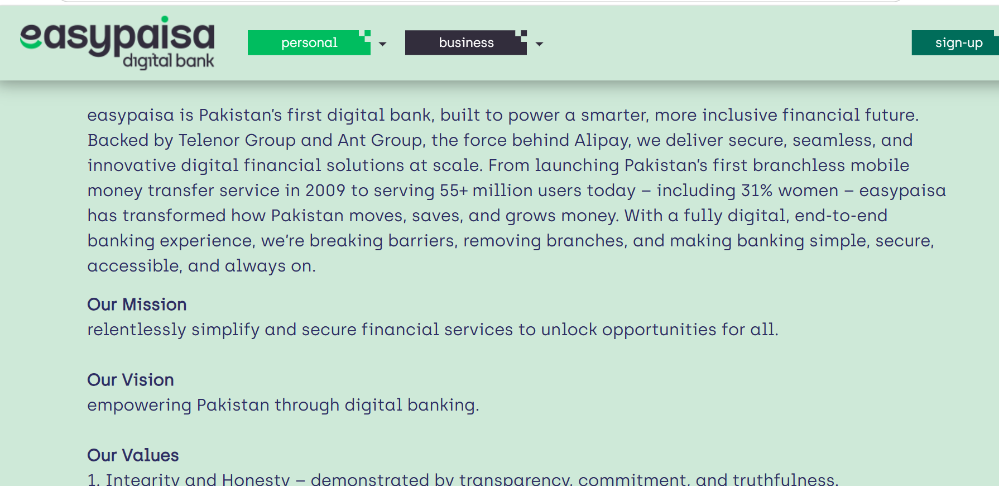 easypaisa
digital bank
personal
business
sign-up
easypaisa is Pakistan's first digital bank, built to power a smarter, more inclusive financial future.
Backed by Telenor Group and Ant Group, the force behind Alipay, we deliver secure, seamless, and
innovative digital financial solutions at scale. From launching Pakistan's first branchless mobile
money transfer service in 2009 to serving 55+ million users today – including 31% women – easypaisa
has transformed how Pakistan moves, saves, and grows money. With a fully digital, end-to-end
banking experience, we're breaking barriers, removing branches, and making banking simple, secure,
accessible, and always on.
Our Mission
relentlessly simplify and secure financial services to unlock opportunities for all.
Our Vision
empowering Pakistan through digital banking.
Our Values
1. Integrity and Honesty – demonstrated by transparency, commitment, and truthfulness.